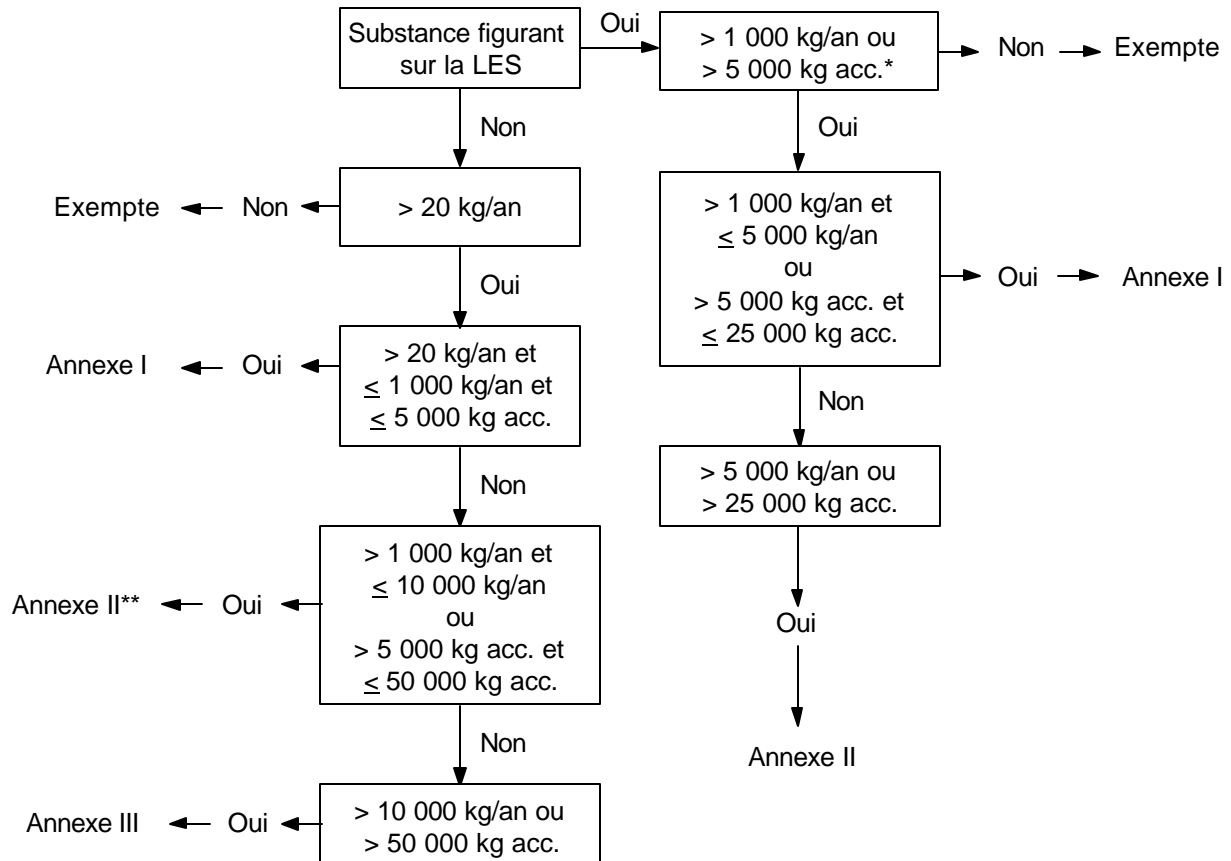 Substance figurant
sur la LES
Oui
> 1 000 kg/an ou
> 5 000 kg acc.*
Non
Exempte
Non
Oui
Exempte
Non
> 20 kg/an
> 1 000 kg/an et
≤ 5 000 kg/an
ou
> 5 000 kg acc. et
≤ 25 000 kg acc.
Oui
Annexe I
Oui
Annexe I
Oui
> 20 kg/an et
≤ 1 000 kg/an et
≤ 5 000 kg acc.
Non
Non
> 5 000 kg/an ou
> 25 000 kg acc.
Annexe II**
Oui
> 1 000 kg/an et
≤ 10 000 kg/an
ou
> 5 000 kg acc. et
≤ 50 000 kg acc.
Oui
Non
Annexe II
Annexe III
Oui
> 10 000 kg/an ou
> 50 000 kg acc.